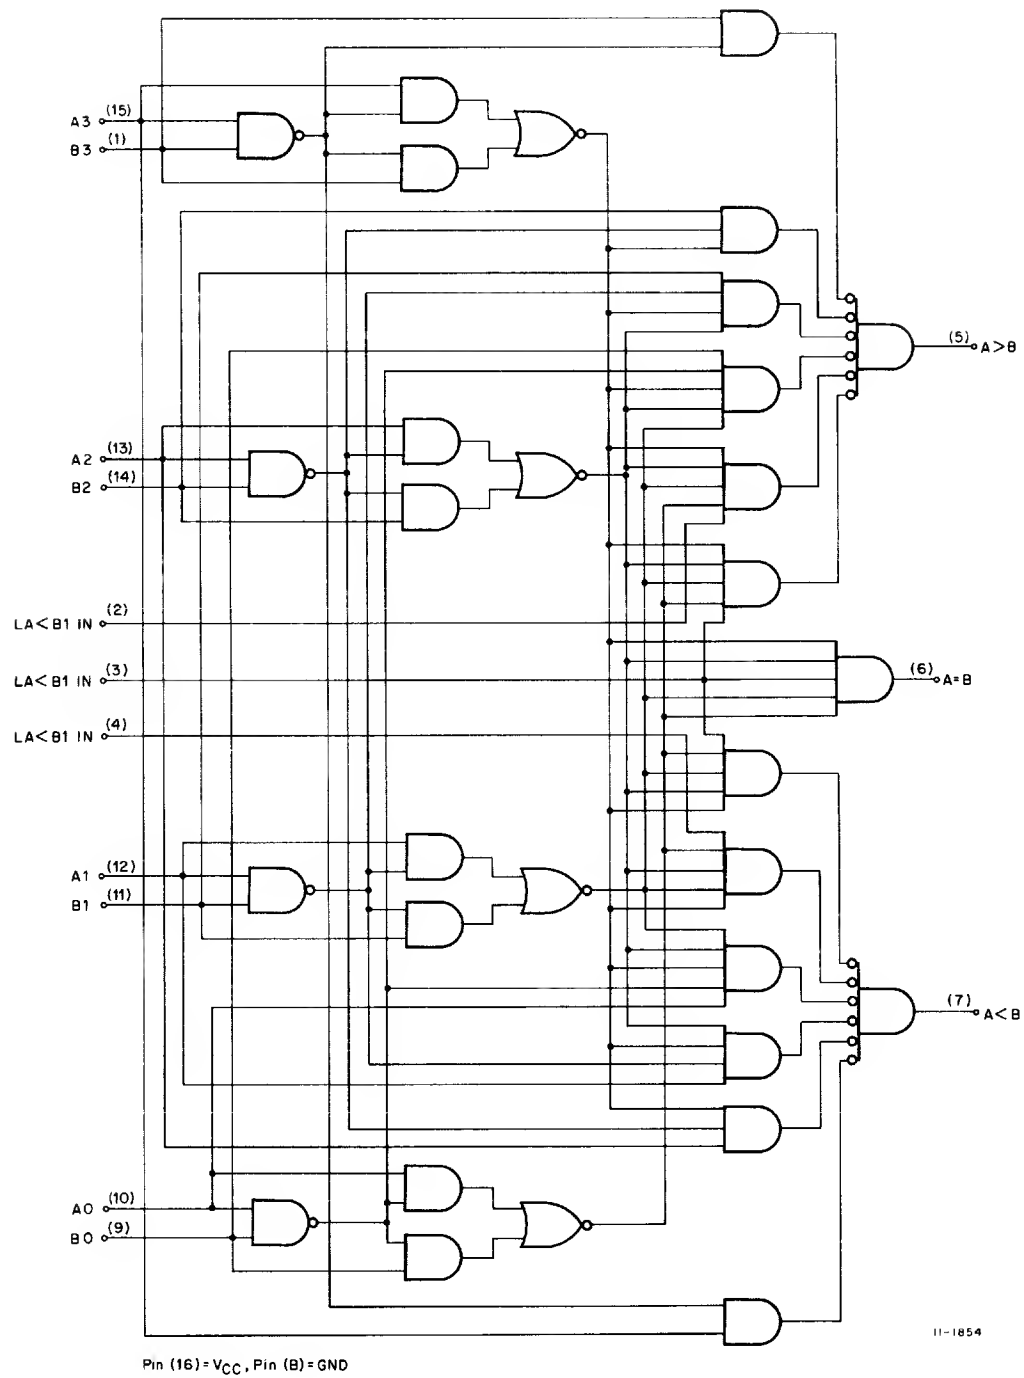 A3 (15)
B3 (1)
(5) A>B
A2 (13)
B2 (14)
LA<B1 IN (2)
LA<B1 IN (3)
(6) A=B
LA<B1 IN (4)
A1 (12)
B1 (11)
(7) A<B
A0 (10)
B0 (9)
11-1854
Pin (16)=VCC, Pin (B)=GND